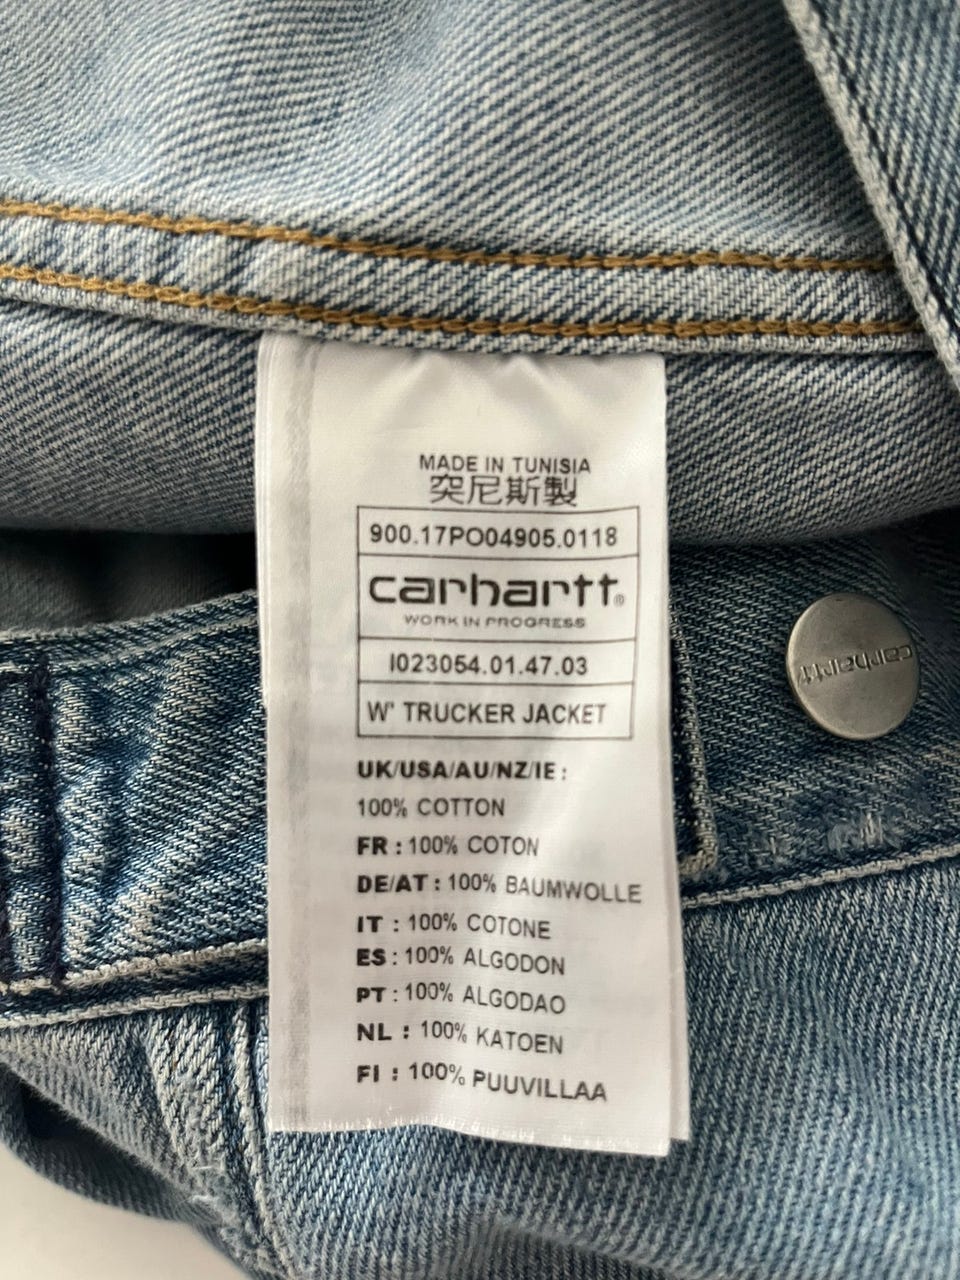 MADE IN TUNISIA
突尼斯製
900.17PO04905.0118
carhartt®
WORK IN PROGRESS
I023054.01.47.03
W' TRUCKER JACKET
UK/USA/AU/NZ/IE :
100% COTTON
FR : 100% COTON
DE/AT : 100% BAUMWOLLE
IT : 100% COTONE
ES : 100% ALGODON
PT : 100% ALGODAO
NL : 100% KATOEN
FI : 100% PUUVILLAA
carhartt